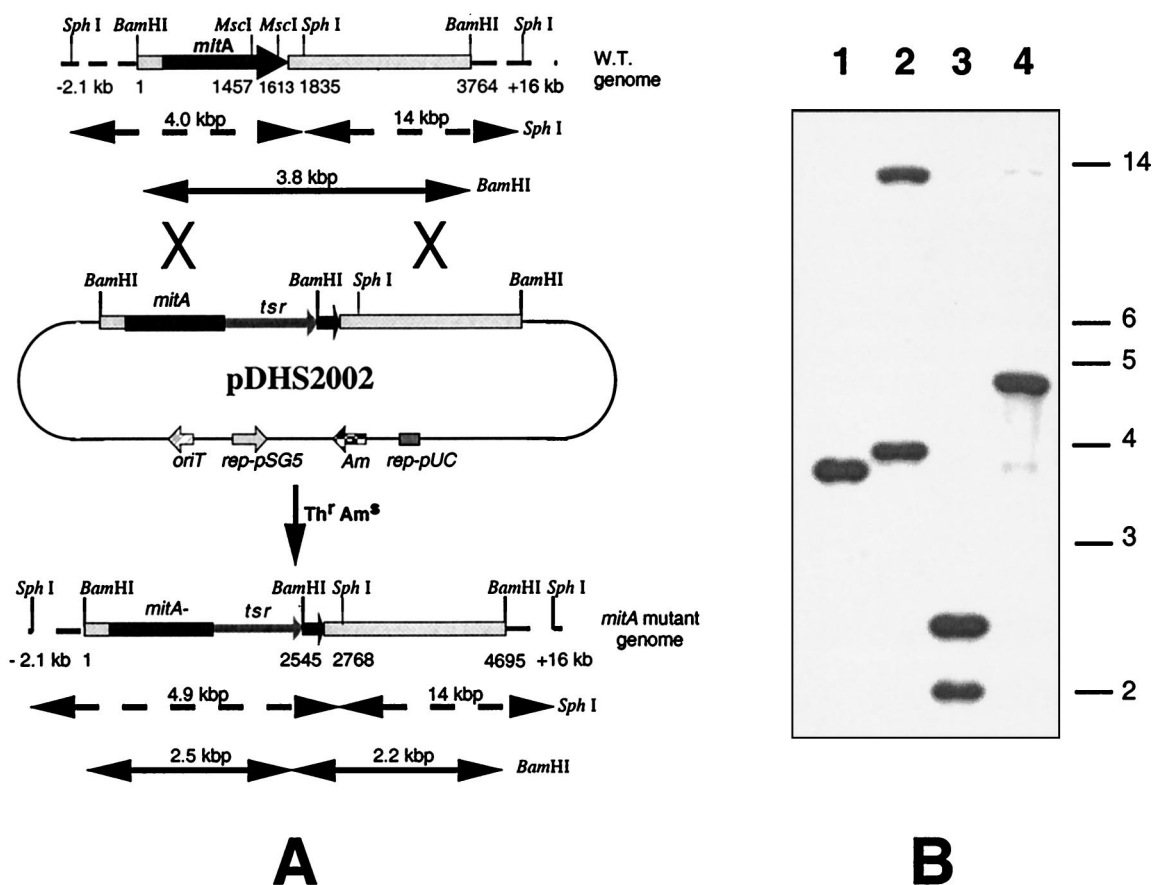 Sph I BamHI MscI MscI Sph I BamHI Sph I
mitA
W.T.
genome
-2.1 kb 1 1457 1613 1835 3764 +16 kb
4.0 kbp 14 kbp Sph I
3.8 kbp BamHI
X X
BamHI BamHI Sph I BamHI
mitA tsr
pDHS2002
oriT rep-pSG5 Am rep-pUC
Thr Ams
Sph I BamHI BamHI Sph I BamHI Sph I
mitA- tsr
mitA mutant
genome
- 2.1 kb 1 2545 2768 4695 +16 kb
4.9 kbp 14 kbp Sph I
2.5 kbp 2.2 kbp BamHI
A
1 2 3 4
14
6
5
4
3
2
B